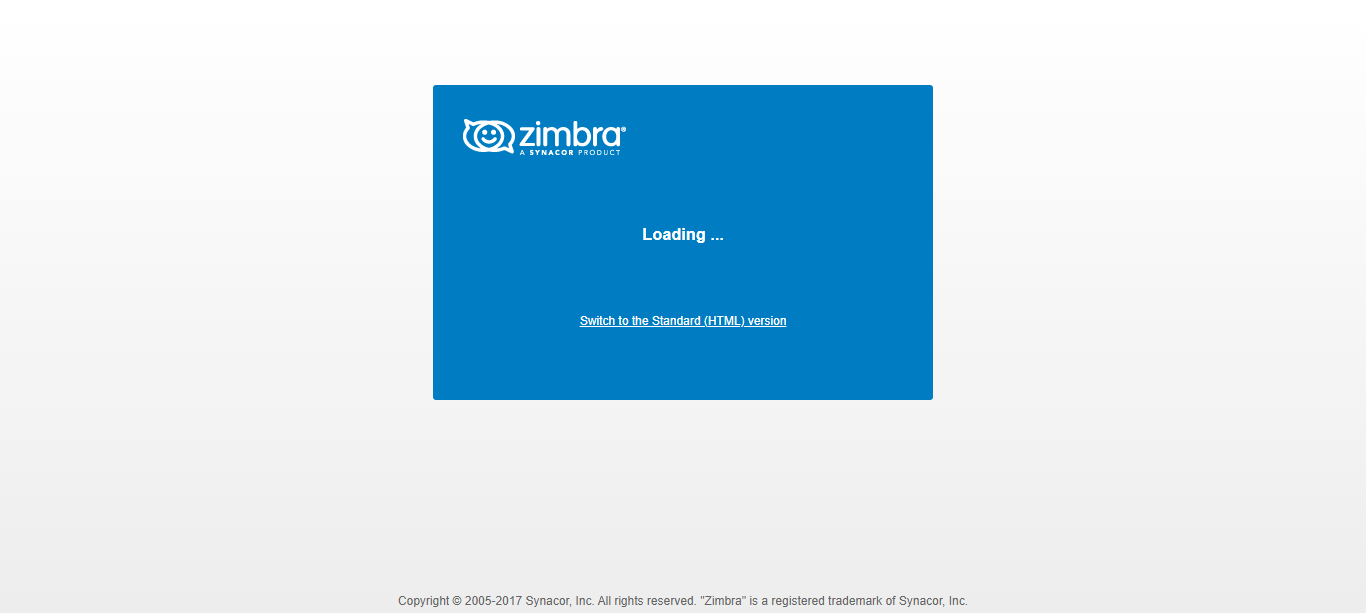 zimbra®
A SYNACOR PRODUCT
Loading ...
Switch to the Standard (HTML) version
Copyright © 2005-2017 Synacor, Inc. All rights reserved. "Zimbra" is a registered trademark of Synacor, Inc.